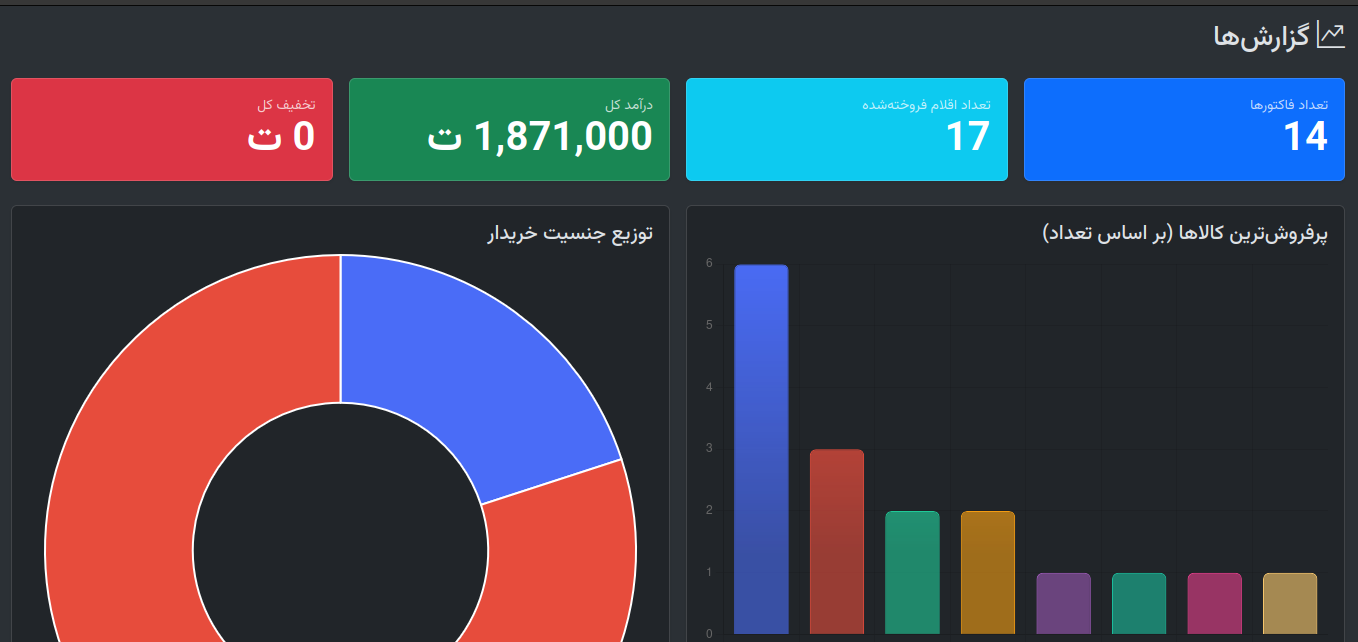 گزارش‌ها
تعداد فاکتورها
14
تعداد اقلام فروخته‌شده
17
درآمد کل
1,871,000 ت
تخفیف کل
0 ت
پرفروش‌ترین کالاها (بر اساس تعداد)
6
5
4
3
2
1
0
توزیع جنسیت خریدار